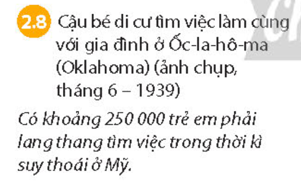 2.8 Cậu bé di cư tìm việc làm cùng
với gia đình ở Ốc-la-hô-ma
(Oklahoma) (ảnh chụp,
tháng 6 – 1939)
Có khoảng 250 000 trẻ em phải
lang thang tìm việc trong thời kì
suy thoái ở Mỹ.